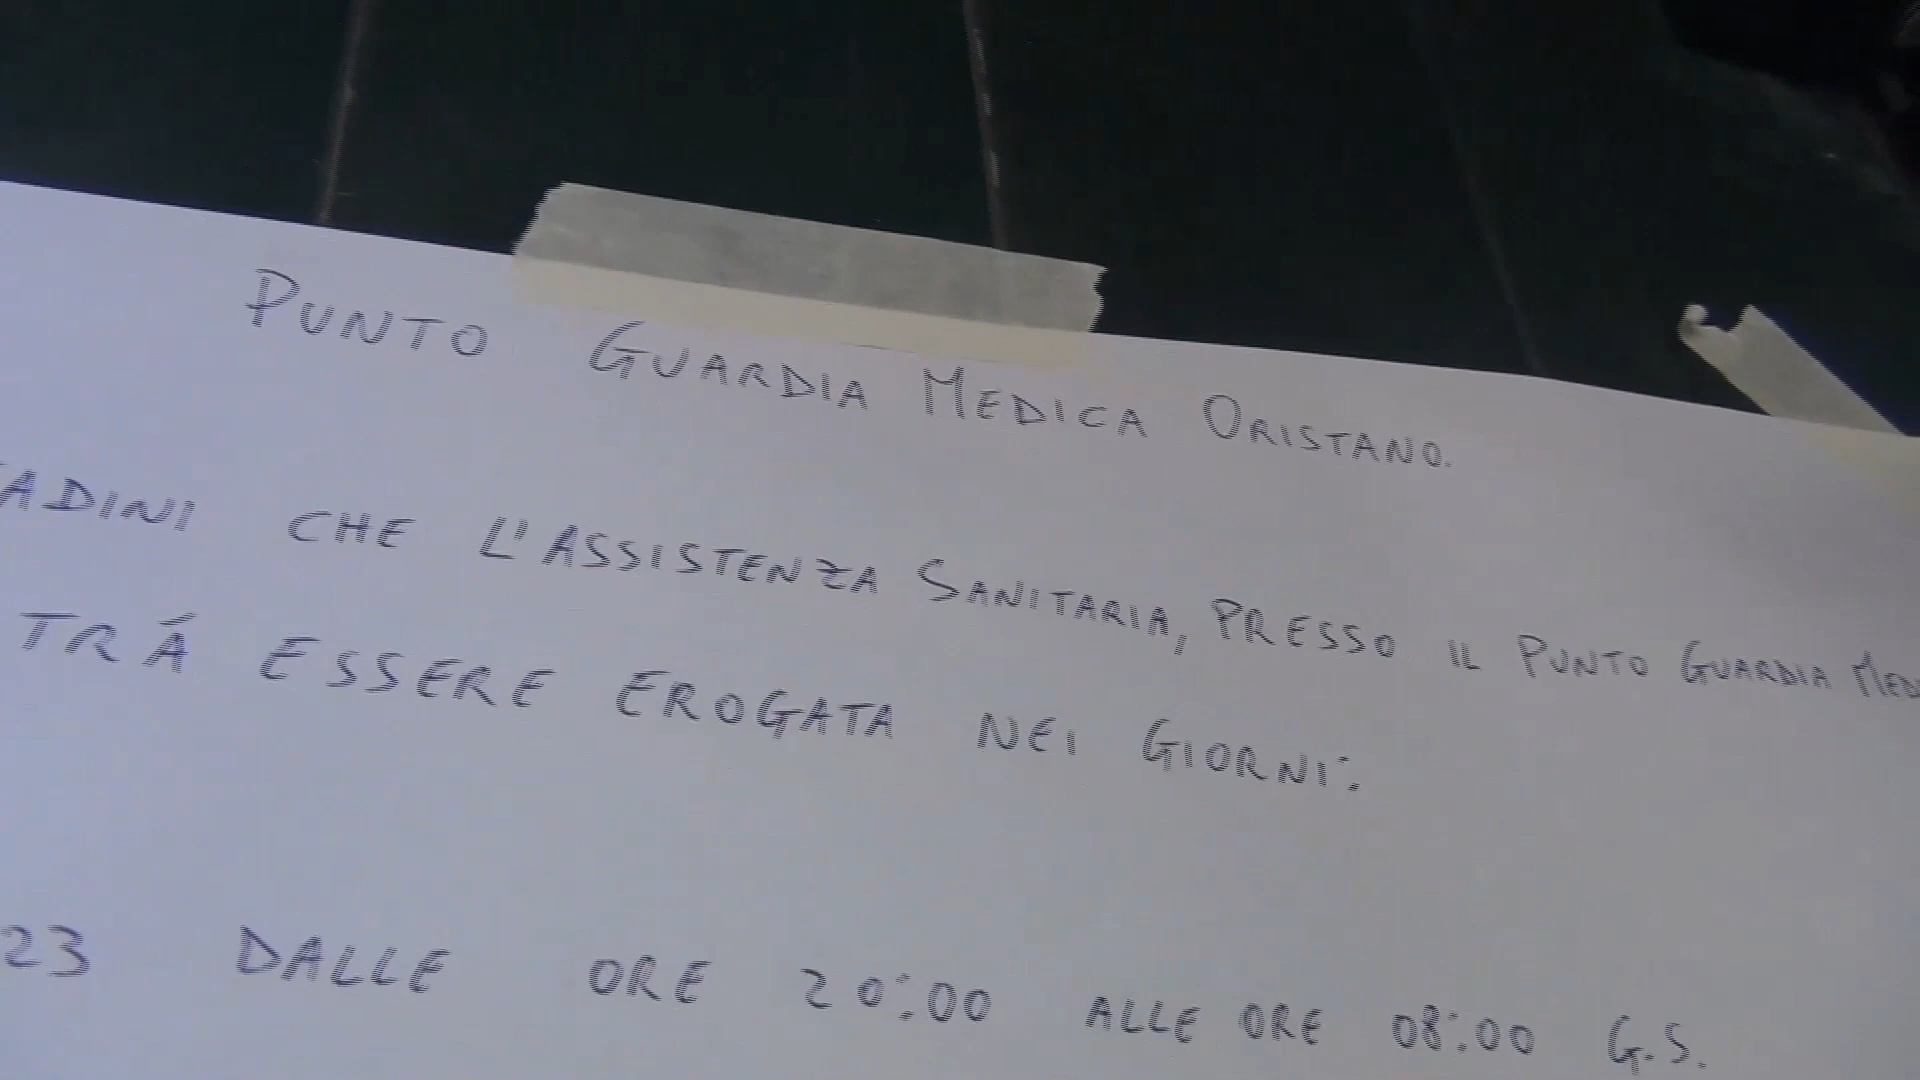 PUNTO GUARDIA MEDICA ORISTANO.
ADINI CHE L'ASSISTENZA SANITARIA, PRESSO IL PUNTO GUARDIA MED
TRÁ ESSERE EROGATA NEI GIORNI:
23 DALLE ORE 20:00 ALLE ORE 08:00 G.S.